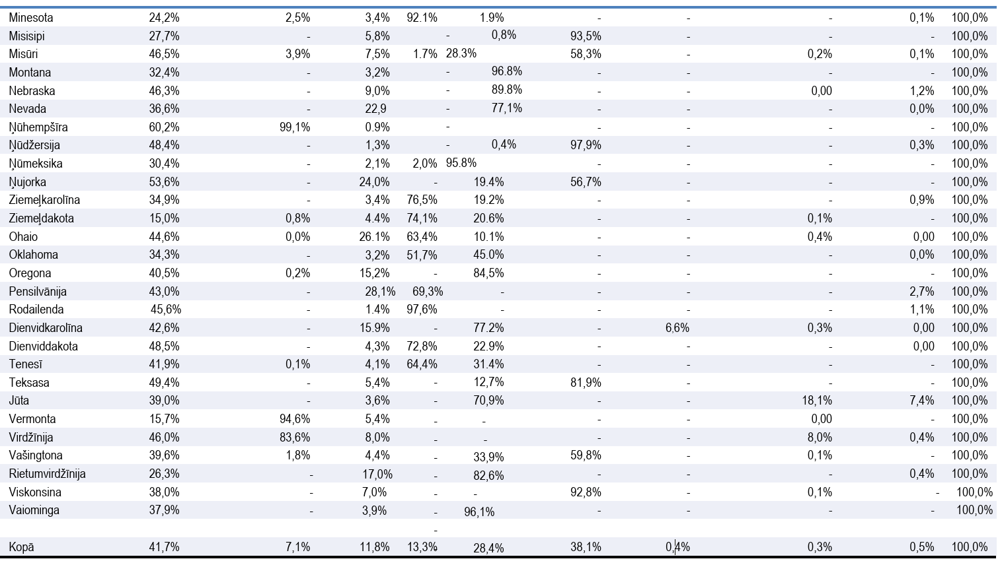 Minesota 24,2% 2,5% 3,4% 92.1% 1.9% - - - 0,1% 100,0%
Misisipi 27,7% - 5,8% - 0,8% 93,5% - - - 100,0%
Misūri 46,5% 3,9% 7,5% 1.7% 28.3% 58,3% - 0,2% 0,1% 100,0%
Montana 32,4% - 3,2% - 96.8% - - - - 100,0%
Nebraska 46,3% - 9,0% - 89.8% - - 0,00 1,2% 100,0%
Nevada 36,6% - 22,9 - 77,1% - - - 0,0% 100,0%
Ņūhempšīra 60,2% 99,1% 0.9% - - - - - 100,0%
Ņūdžersija 48,4% - 1,3% - 0,4% 97,9% - - 0,3% 100,0%
Ņūmeksika 30,4% - 2,1% 2,0% 95.8% - - - - 100,0%
Ņujorka 53,6% - 24,0% - 19.4% 56,7% - - - 100,0%
Ziemeļkarolīna 34,9% - 3,4% 76,5% 19.2% - - - 0,9% 100,0%
Ziemeļdakota 15,0% 0,8% 4.4% 74,1% 20.6% - - 0,1% - 100,0%
Ohaio 44,6% 0,0% 26.1% 63,4% 10.1% - - 0,4% 0,00 100,0%
Oklahoma 34,3% - 3,2% 51,7% 45.0% - - - 0,0% 100,0%
Oregona 40,5% 0,2% 15,2% - 84,5% - - - - 100,0%
Pensilvānija 43,0% - 28,1% 69,3% - - - - 2,7% 100,0%
Rodailenda 45,6% - 1.4% 97,6% - - - - 1,1% 100,0%
Dienvidkarolīna 42,6% - 15.9% - 77.2% - 6,6% 0,3% 0,00 100,0%
Dienviddakota 48,5% - 4,3% 72,8% 22.9% - - - 0,00 100,0%
Tenesī 41,9% 0,1% 4,1% 64,4% 31.4% - - - - 100,0%
Teksasa 49,4% - 5,4% - 12,7% 81,9% - - - 100,0%
Jūta 39,0% - 3,6% - 70,9% - - 18,1% 7,4% 100,0%
Vermonta 15,7% 94,6% 5,4% - - - - 0,00 - 100,0%
Virdžīnija 46,0% 83,6% 8,0% - - - - 8,0% 0,4% 100,0%
Vašingtona 39,6% 1,8% 4,4% - 33,9% 59,8% - 0,1% - 100,0%
Rietumvirdžīnija 26,3% - 17,0% - 82,6% - - - 0,4% 100,0%
Viskonsina 38,0% - 7,0% - - 92,8% - 0,1% - 100,0%
Vaiominga 37,9% - 3,9% - 96,1% - - - - 100,0%
-
Kopā 41,7% 7,1% 11,8% 13,3% - 28,4% 38,1% 0,4% 0,3% 0,5% 100,0%